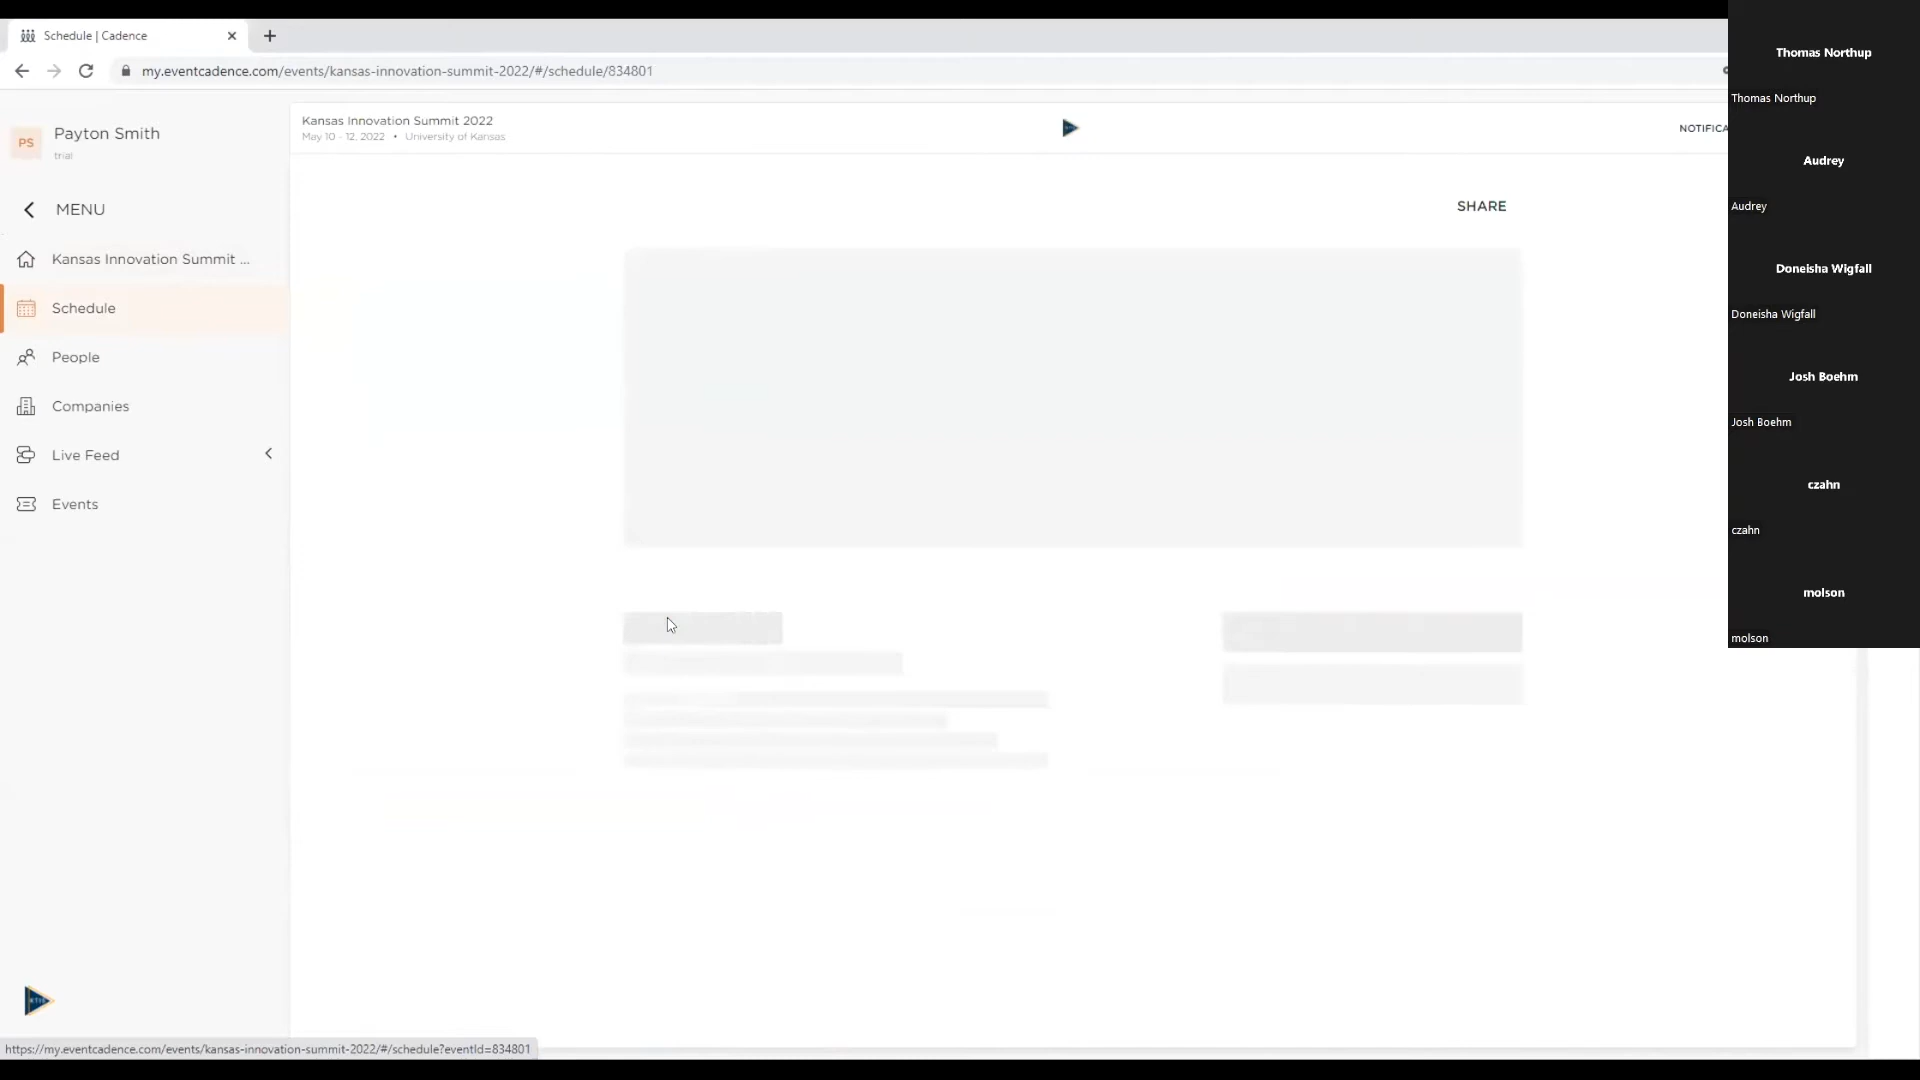 Schedule | Cadence
my.eventcadence.com/events/kansas-innovation-summit-2022/#/schedule/834801
PS
Payton Smith
trial
MENU
Kansas Innovation Summit ...
Schedule
People
Companies
Live Feed
Events
Kansas Innovation Summit 2022
May 10 - 12, 2022 • University of Kansas
NOTIFICA
SHARE
Thomas Northup
Thomas Northup
Audrey
Audrey
Doneisha Wigfall
Doneisha Wigfall
Josh Boehm
Josh Boehm
czahn
czahn
molson
molson
https://my.eventcadence.com/events/kansas-innovation-summit-2022/#/schedule?eventId=834801